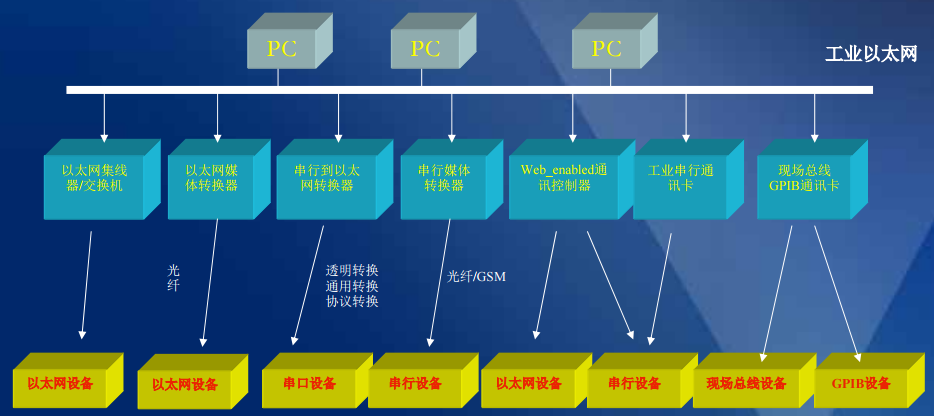 PC
PC
PC
工业以太网
以太网集线
器/交换机
以太网媒
体转换器
串行到以太
网转换器
串行媒体
转换器
Web_enabled通
讯控制器
工业串行通
讯卡
现场总线
GPIB通讯卡
光
纤
透明转换
通用转换
协议转换
光纤/GSM
以太网设备
以太网设备
串口设备
串行设备
以太网设备
串行设备
现场总线设备
GPIB设备